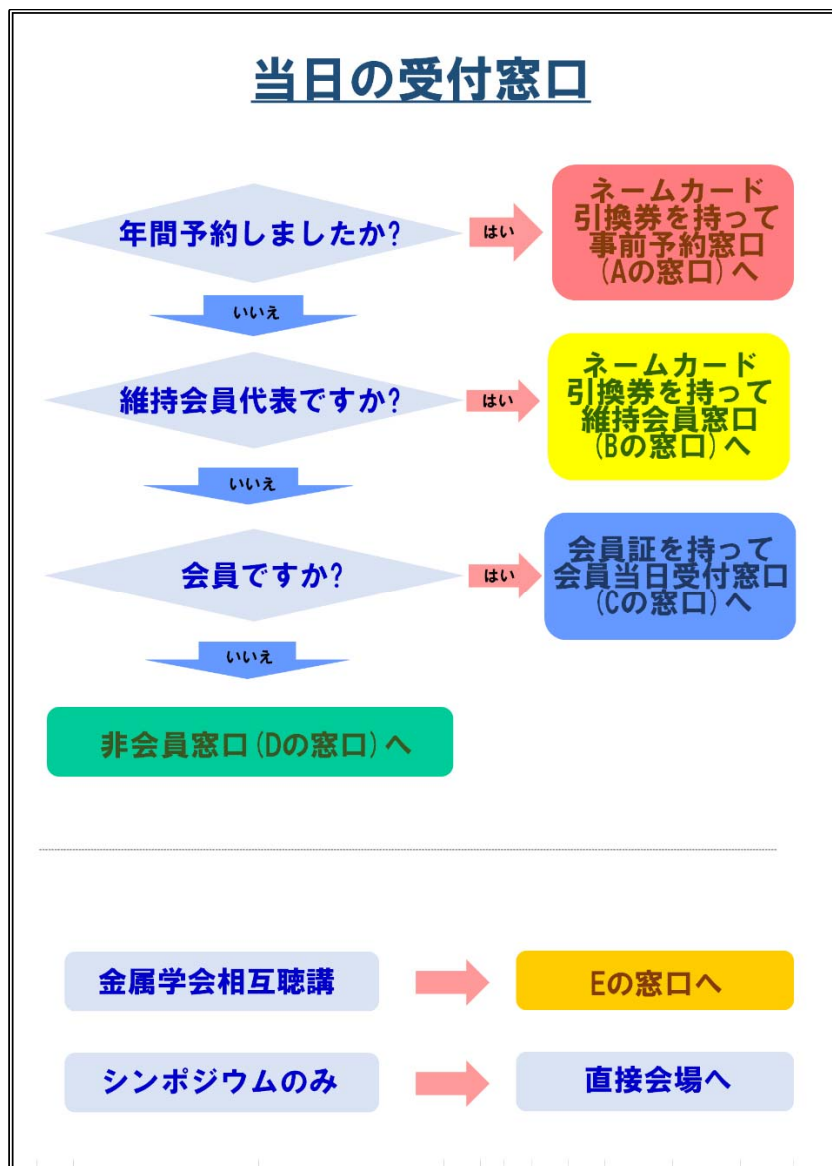 当日の受付窓口
年間予約しましたか?
はい
ネームカード
引換券を持って
事前予約窓口
(Aの窓口)へ
いいえ
維持会員代表ですか?
はい
ネームカード
引換券を持って
維持会員窓口
(Bの窓口)へ
いいえ
会員ですか?
はい
会員証を持って
会員当日受付窓口
(Cの窓口)へ
いいえ
非会員窓口(Dの窓口)へ
金属学会相互聴講
Eの窓口へ
シンポジウムのみ
直接会場へ